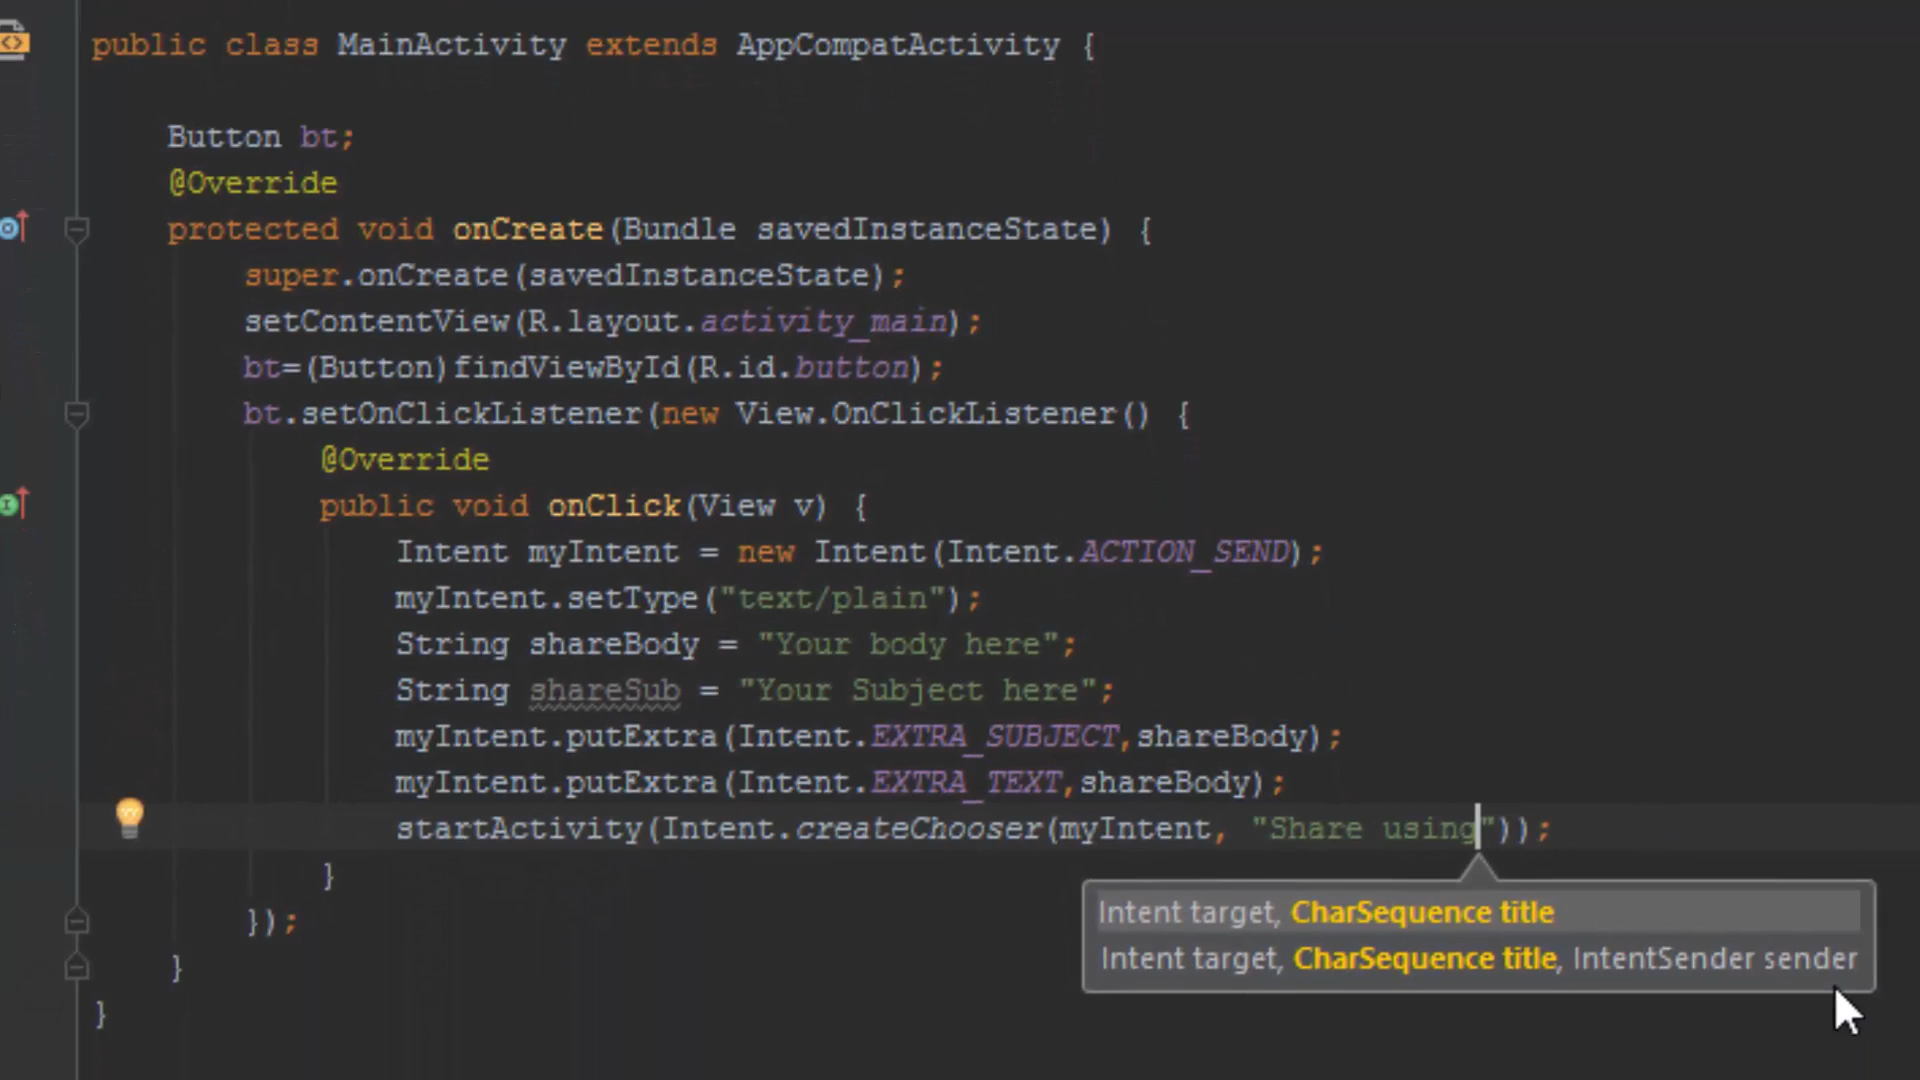 public class MainActivity extends AppCompatActivity {
Button bt;
@Override
protected void onCreate(Bundle savedInstanceState) {
super.onCreate(savedInstanceState);
setContentView(R.layout.activity_main);
bt=(Button)findViewById(R.id.button);
bt.setOnClickListener(new View.OnClickListener() {
@Override
public void onClick(View v) {
Intent myIntent = new Intent(Intent.ACTION_SEND);
myIntent.setType("text/plain");
String shareBody = "Your body here";
String shareSub = "Your Subject here";
myIntent.putExtra(Intent.EXTRA_SUBJECT,shareBody);
myIntent.putExtra(Intent.EXTRA_TEXT,shareBody);
startActivity(Intent.createChooser(myIntent, "Share using"));
}
Intent target, CharSequence title
});
Intent target, CharSequence title, IntentSender sender
}
}